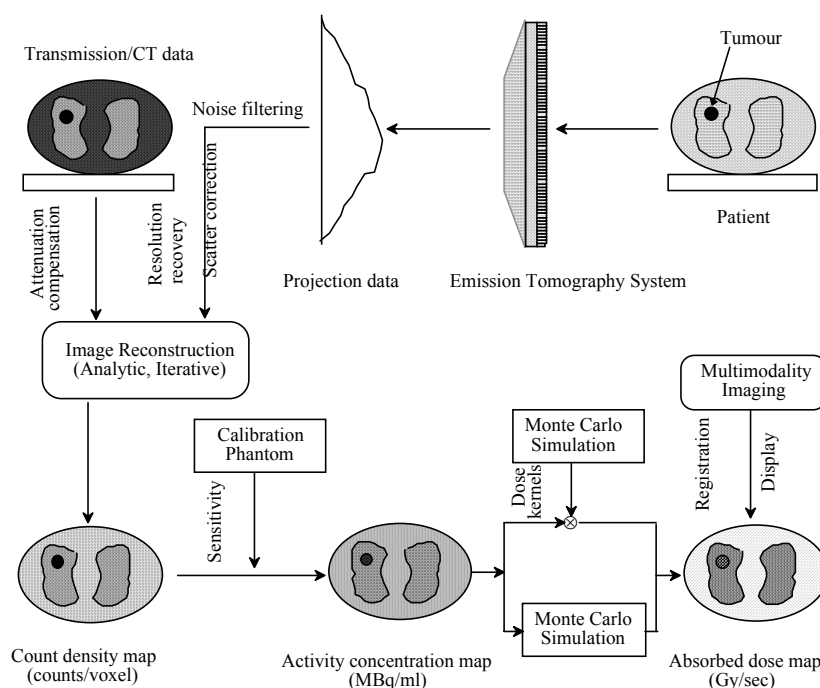 Transmission/CT data
Tumour
Noise filtering
Patient
Attenuation
compensation
Resolution
recovery
Scatter correction
Projection data
Emission Tomography System
Image Reconstruction
(Analytic, Iterative)
Multimodality
Imaging
Calibration
Phantom
Monte Carlo
Simulation
Sensitivity
Dose
kernels
Registration
Display
Monte Carlo
Simulation
Count density map
(counts/voxel)
Activity concentration map
(MBq/ml)
Absorbed dose map
(Gy/sec)